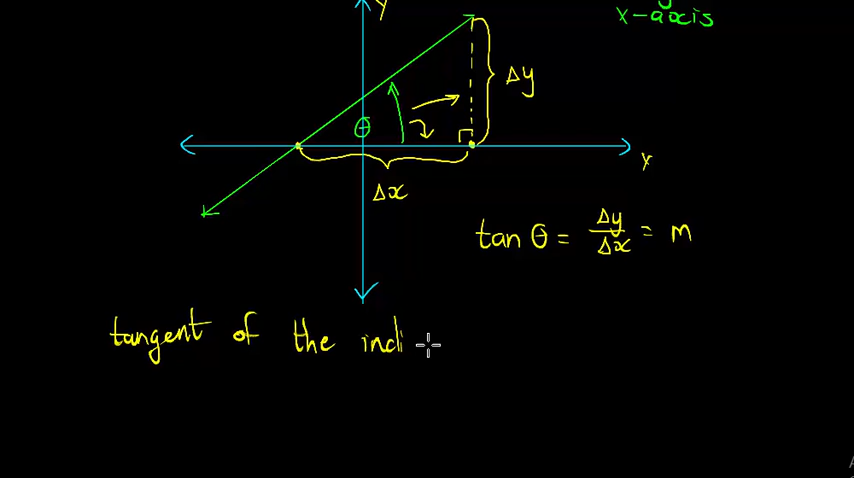 y
x-axis
Δy
θ
x
Δx
tan θ = Δy/Δx = m
tangent of the incli